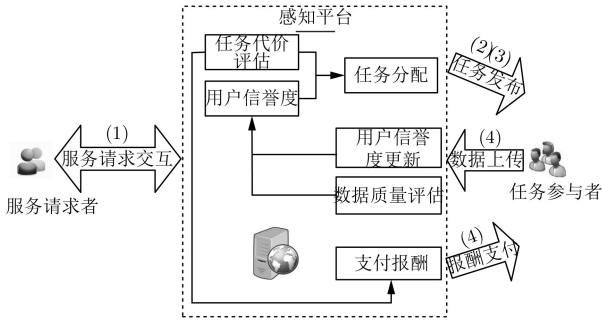 感知平台
任务代价
评估
用户信誉度
任务分配
(2)(3)
任务发布
(1)
服务请求交互
服务请求者
用户信誉
度更新
数据质量评估
(4)
数据上传
任务参与者
支付报酬
(4)
报酬支付